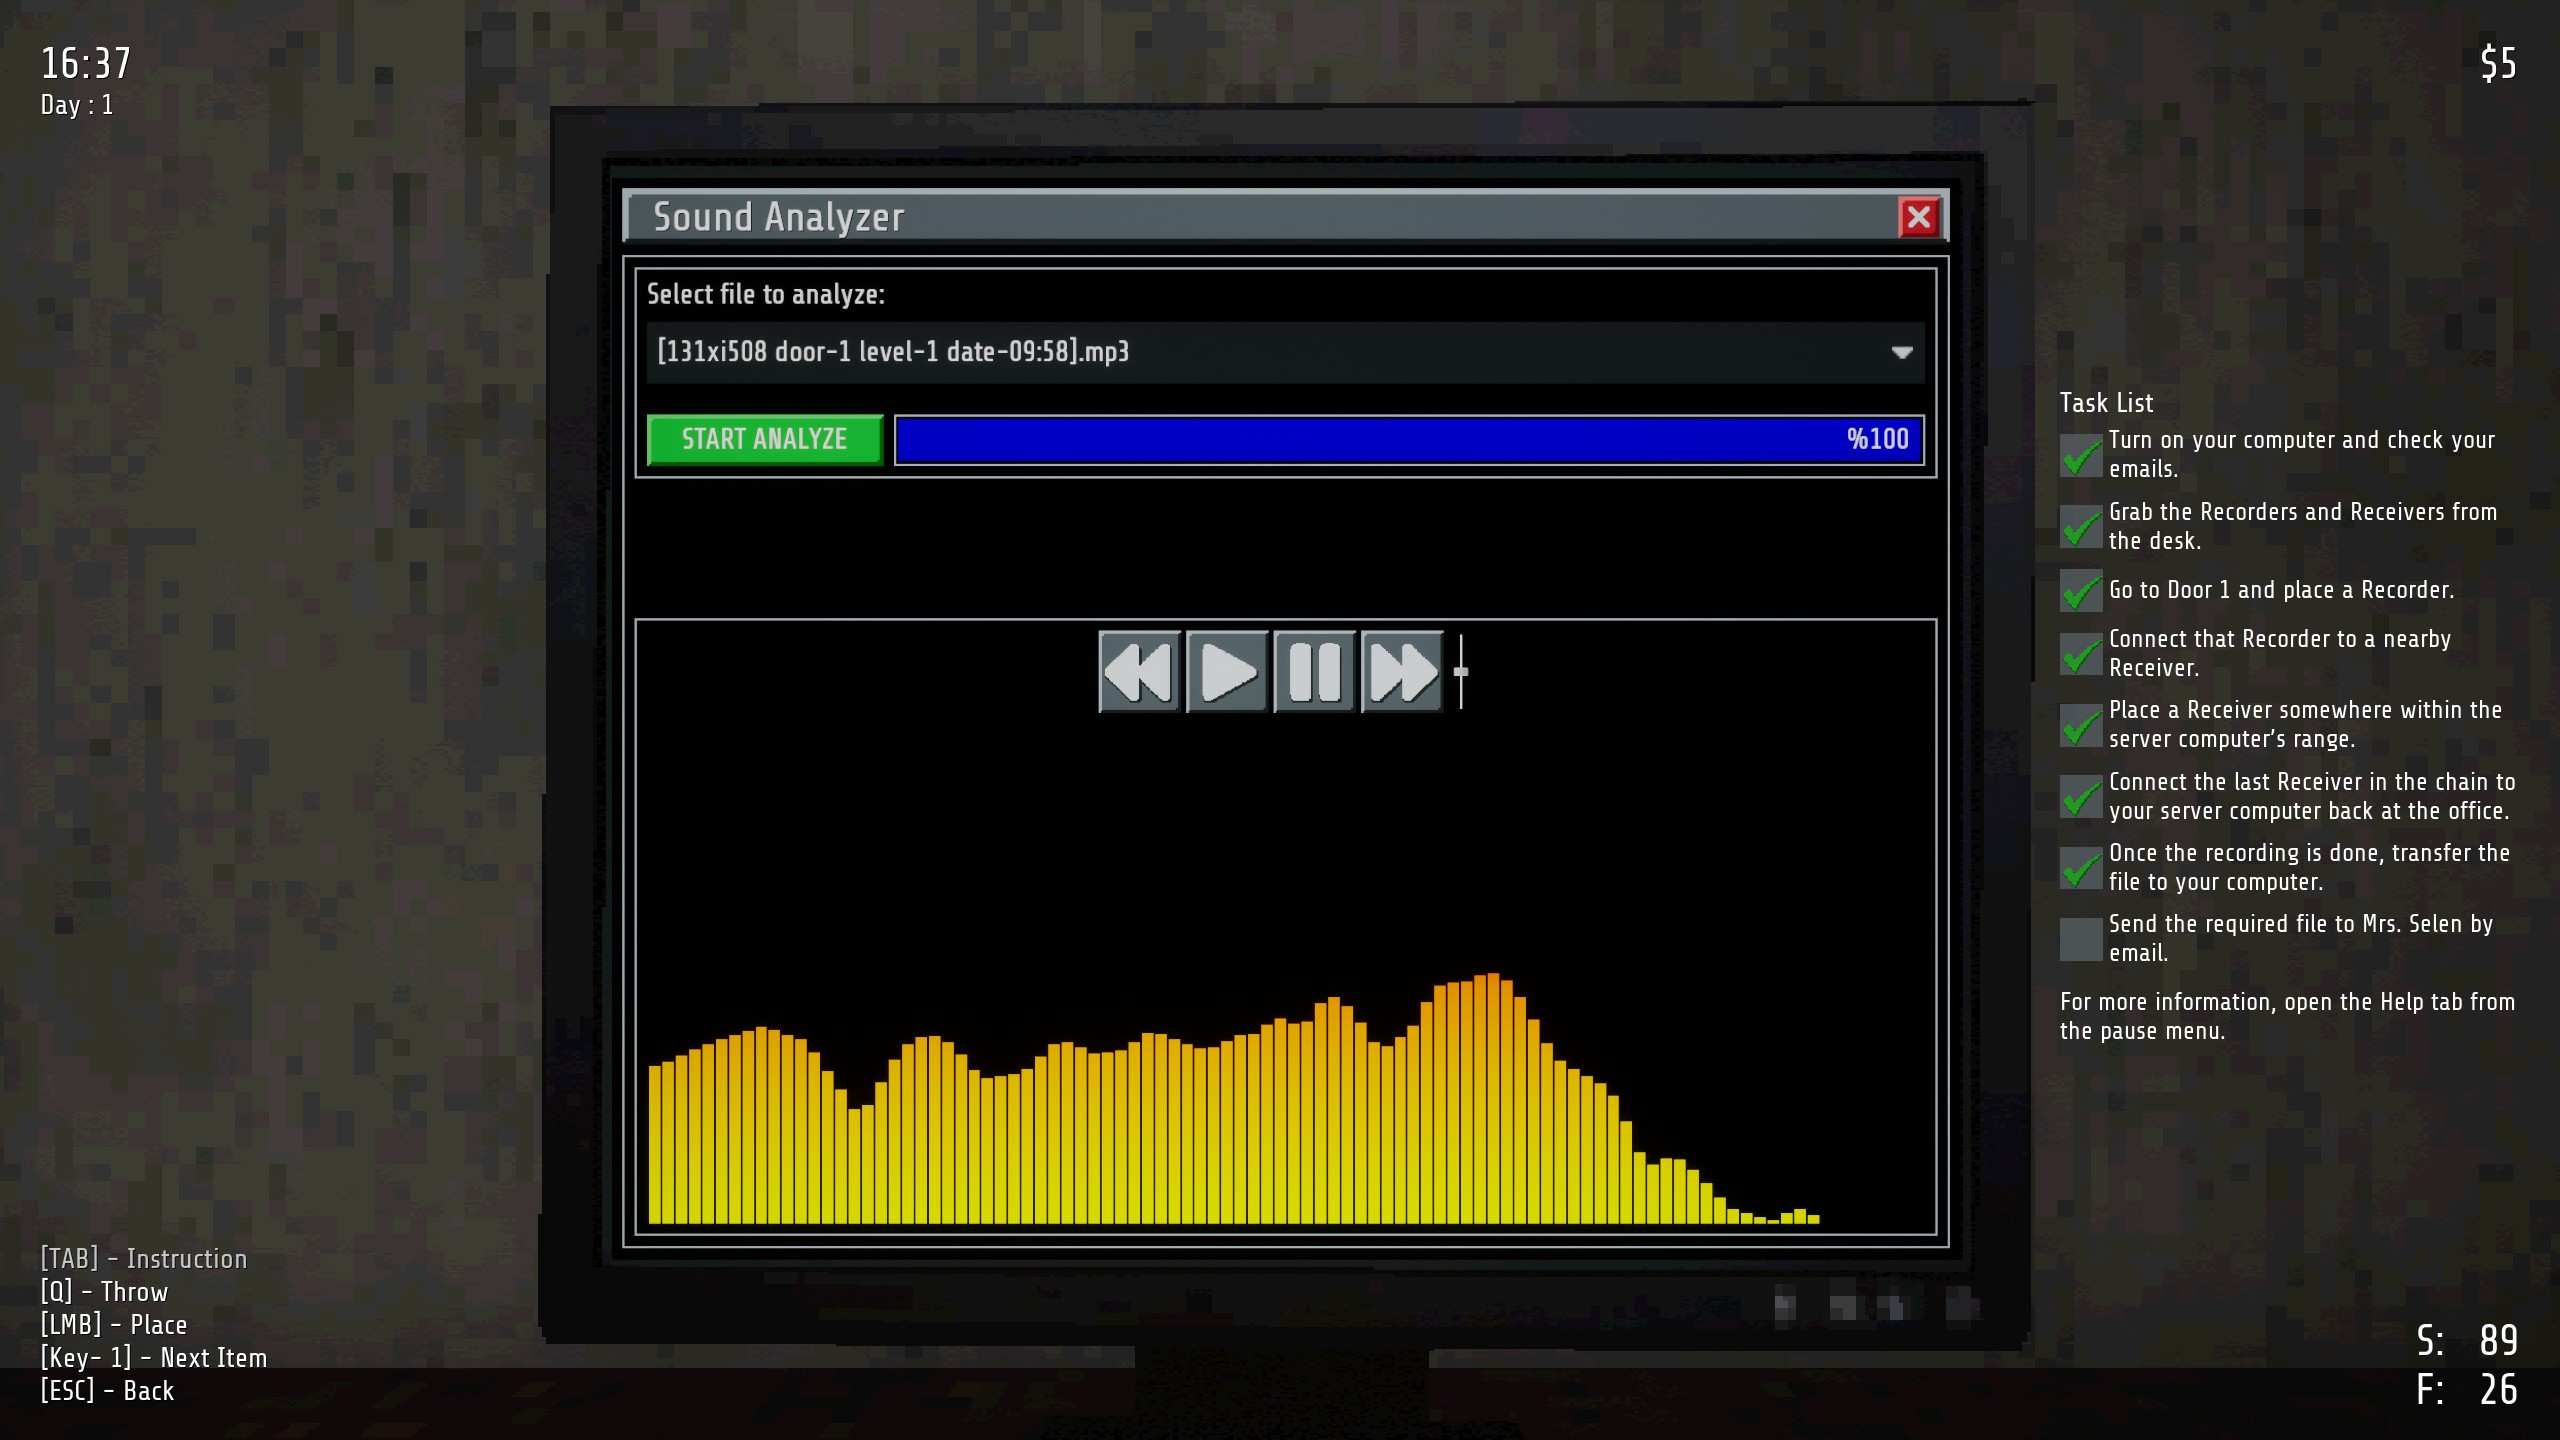 16:37
Day : 1
$5
Sound Analyzer
Select file to analyze:
[131xi508 door-1 level-1 date-09:58].mp3
START ANALYZE
%100
Task List
Turn on your computer and check your
emails.
Grab the Recorders and Receivers from
the desk.
Go to Door 1 and place a Recorder.
Connect that Recorder to a nearby
Receiver.
Place a Receiver somewhere within the
server computer's range.
Connect the last Receiver in the chain to
your server computer back at the office.
Once the recording is done, transfer the
file to your computer.
Send the required file to Mrs. Selen by
email.
For more information, open the Help tab from
the pause menu.
[TAB] - Instruction
[Q] - Throw
[LMB] - Place
[Key- 1] - Next Item
[ESC] - Back
S: 89
F: 26